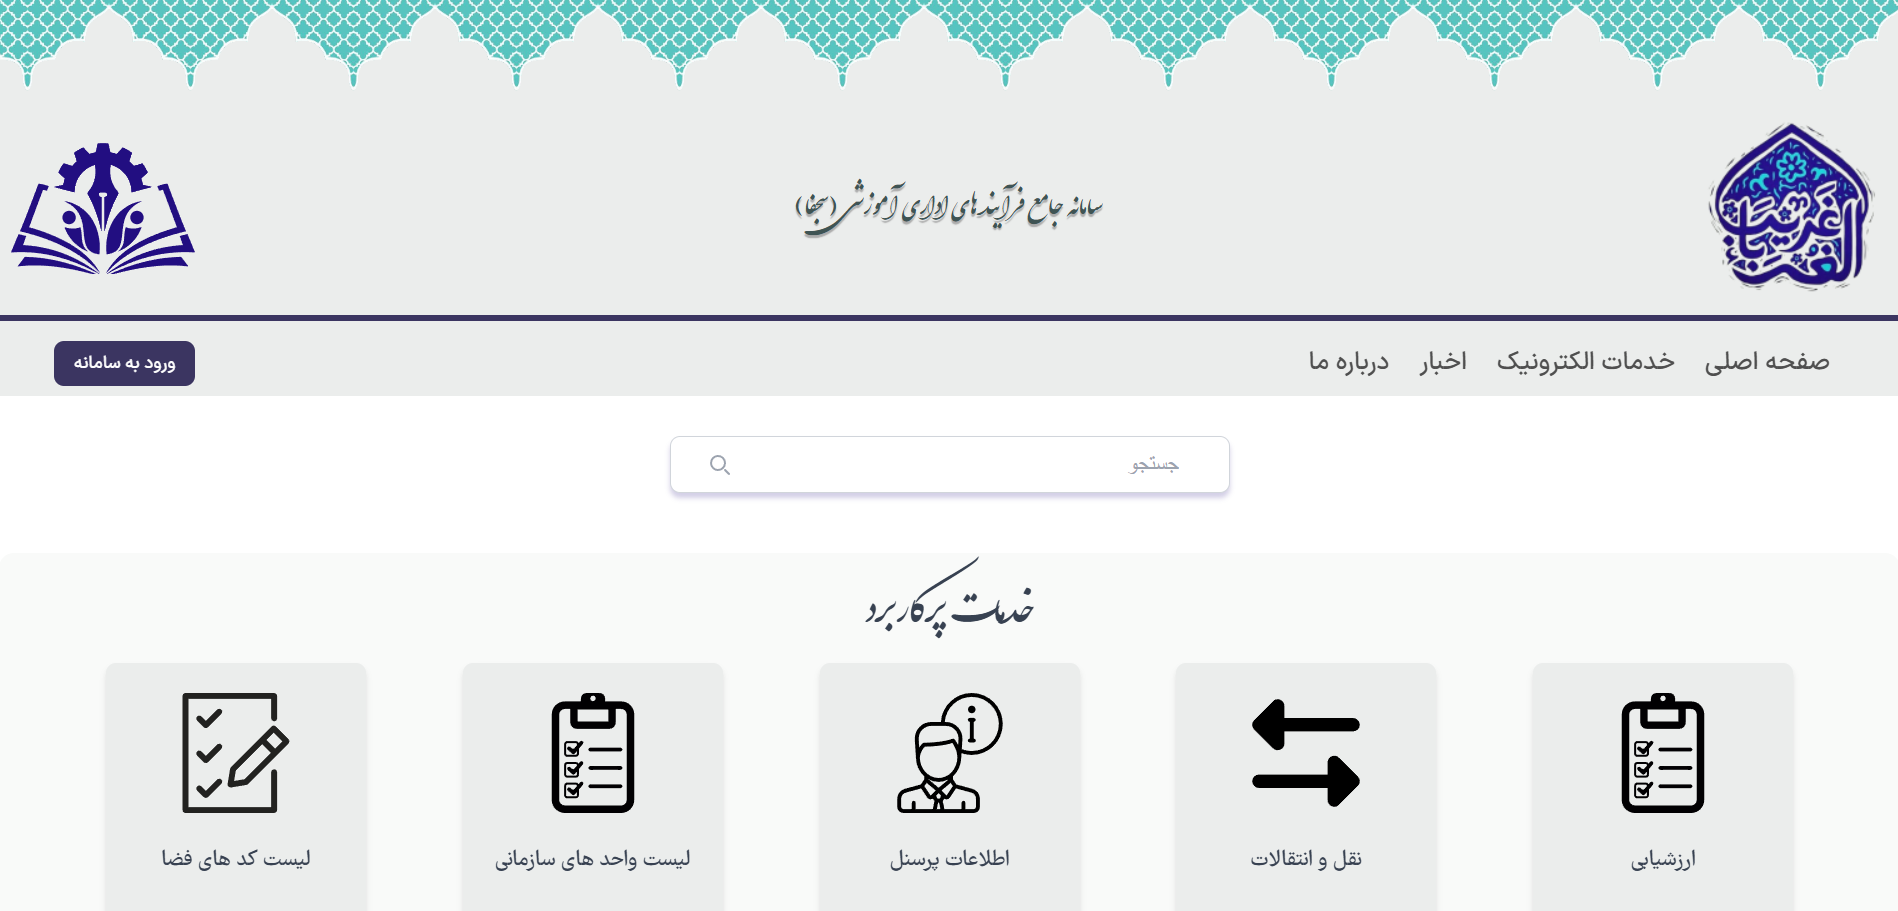 سامانه جامع فرآیندهای اداری آموزشی (سجفا)
صفحه اصلی
خدمات الکترونیک
اخبار
درباره ما
ورود به سامانه
جستجو
خدمات پرکاربرد
ارزشیابی
نقل و انتقالات
اطلاعات پرسنل
لیست واحد های سازمانی
لیست کد های فضا